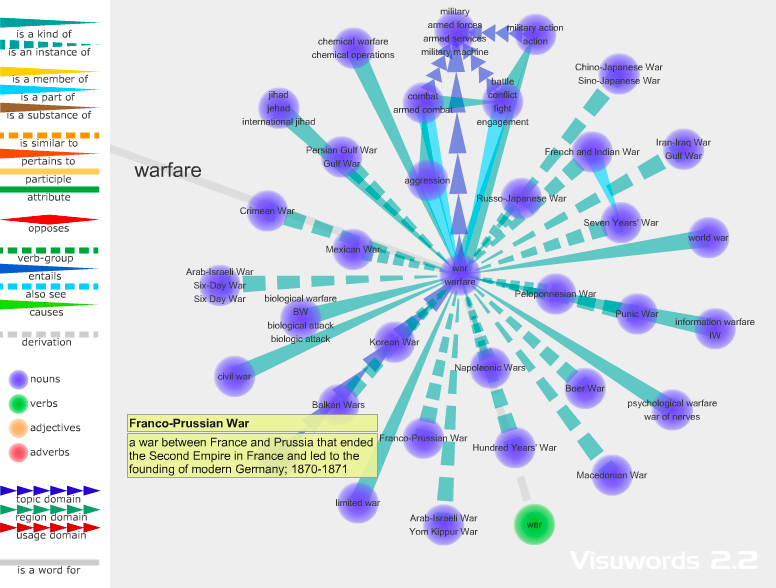 is a kind of
is an instance of
is a member of
is a part of
is a substance of
is similar to
pertains to
participle
attribute
opposes
verb-group
entails
also see
causes
derivation
nouns
verbs
adjectives
adverbs
topic domain
region domain
usage domain
is a word for
warfare
military
armed forces
armed services
military machine
military action
action
chemical warfare
chemical operations
Chino-Japanese War
Sino-Japanese War
combat
armed combat
battle
conflict
fight
engagement
jihad
jehad
international jihad
Persian Gulf War
Gulf War
French and Indian War
Iran-Iraq War
Gulf War
aggression
Russo-Japanese War
Crimean War
Seven Years' War
Mexican War
world war
war
warfare
Arab-Israeli War
Six-Day War
Six Day War
biological warfare
BW
biological attack
biologic attack
Peloponnesian War
Punic War
information warfare
IW
Korean War
Napoleonic Wars
civil war
Balkan Wars
Boer War
psychological warfare
war of nerves
Franco-Prussian War
a war between France and Prussia that ended
the Second Empire in France and led to the
founding of modern Germany; 1870-1871
Franco-Prussian War
Hundred Years' War
Macedonian War
limited war
Arab-Israeli War
Yom Kippur War
war
Visuwords 2.2